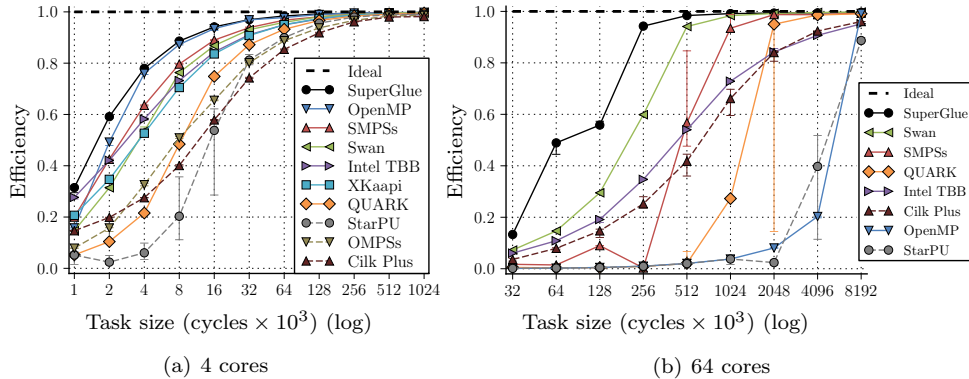 1.0
0.8
0.6
0.4
0.2
0.0
Efficiency
1 2 4 8 16 32 64 128 256 512 1024
Task size (cycles × 10³) (log)
Ideal
SuperGlue
OpenMP
SMPSs
Swan
Intel TBB
XKaapi
QUARK
StarPU
OMPSs
Cilk Plus
(a) 4 cores
1.0
0.8
0.6
0.4
0.2
0.0
Efficiency
32 64 128 256 512 1024 2048 4096 8192
Task size (cycles × 10³) (log)
Ideal
SuperGlue
Swan
SMPSs
QUARK
Intel TBB
Cilk Plus
OpenMP
StarPU
(b) 64 cores